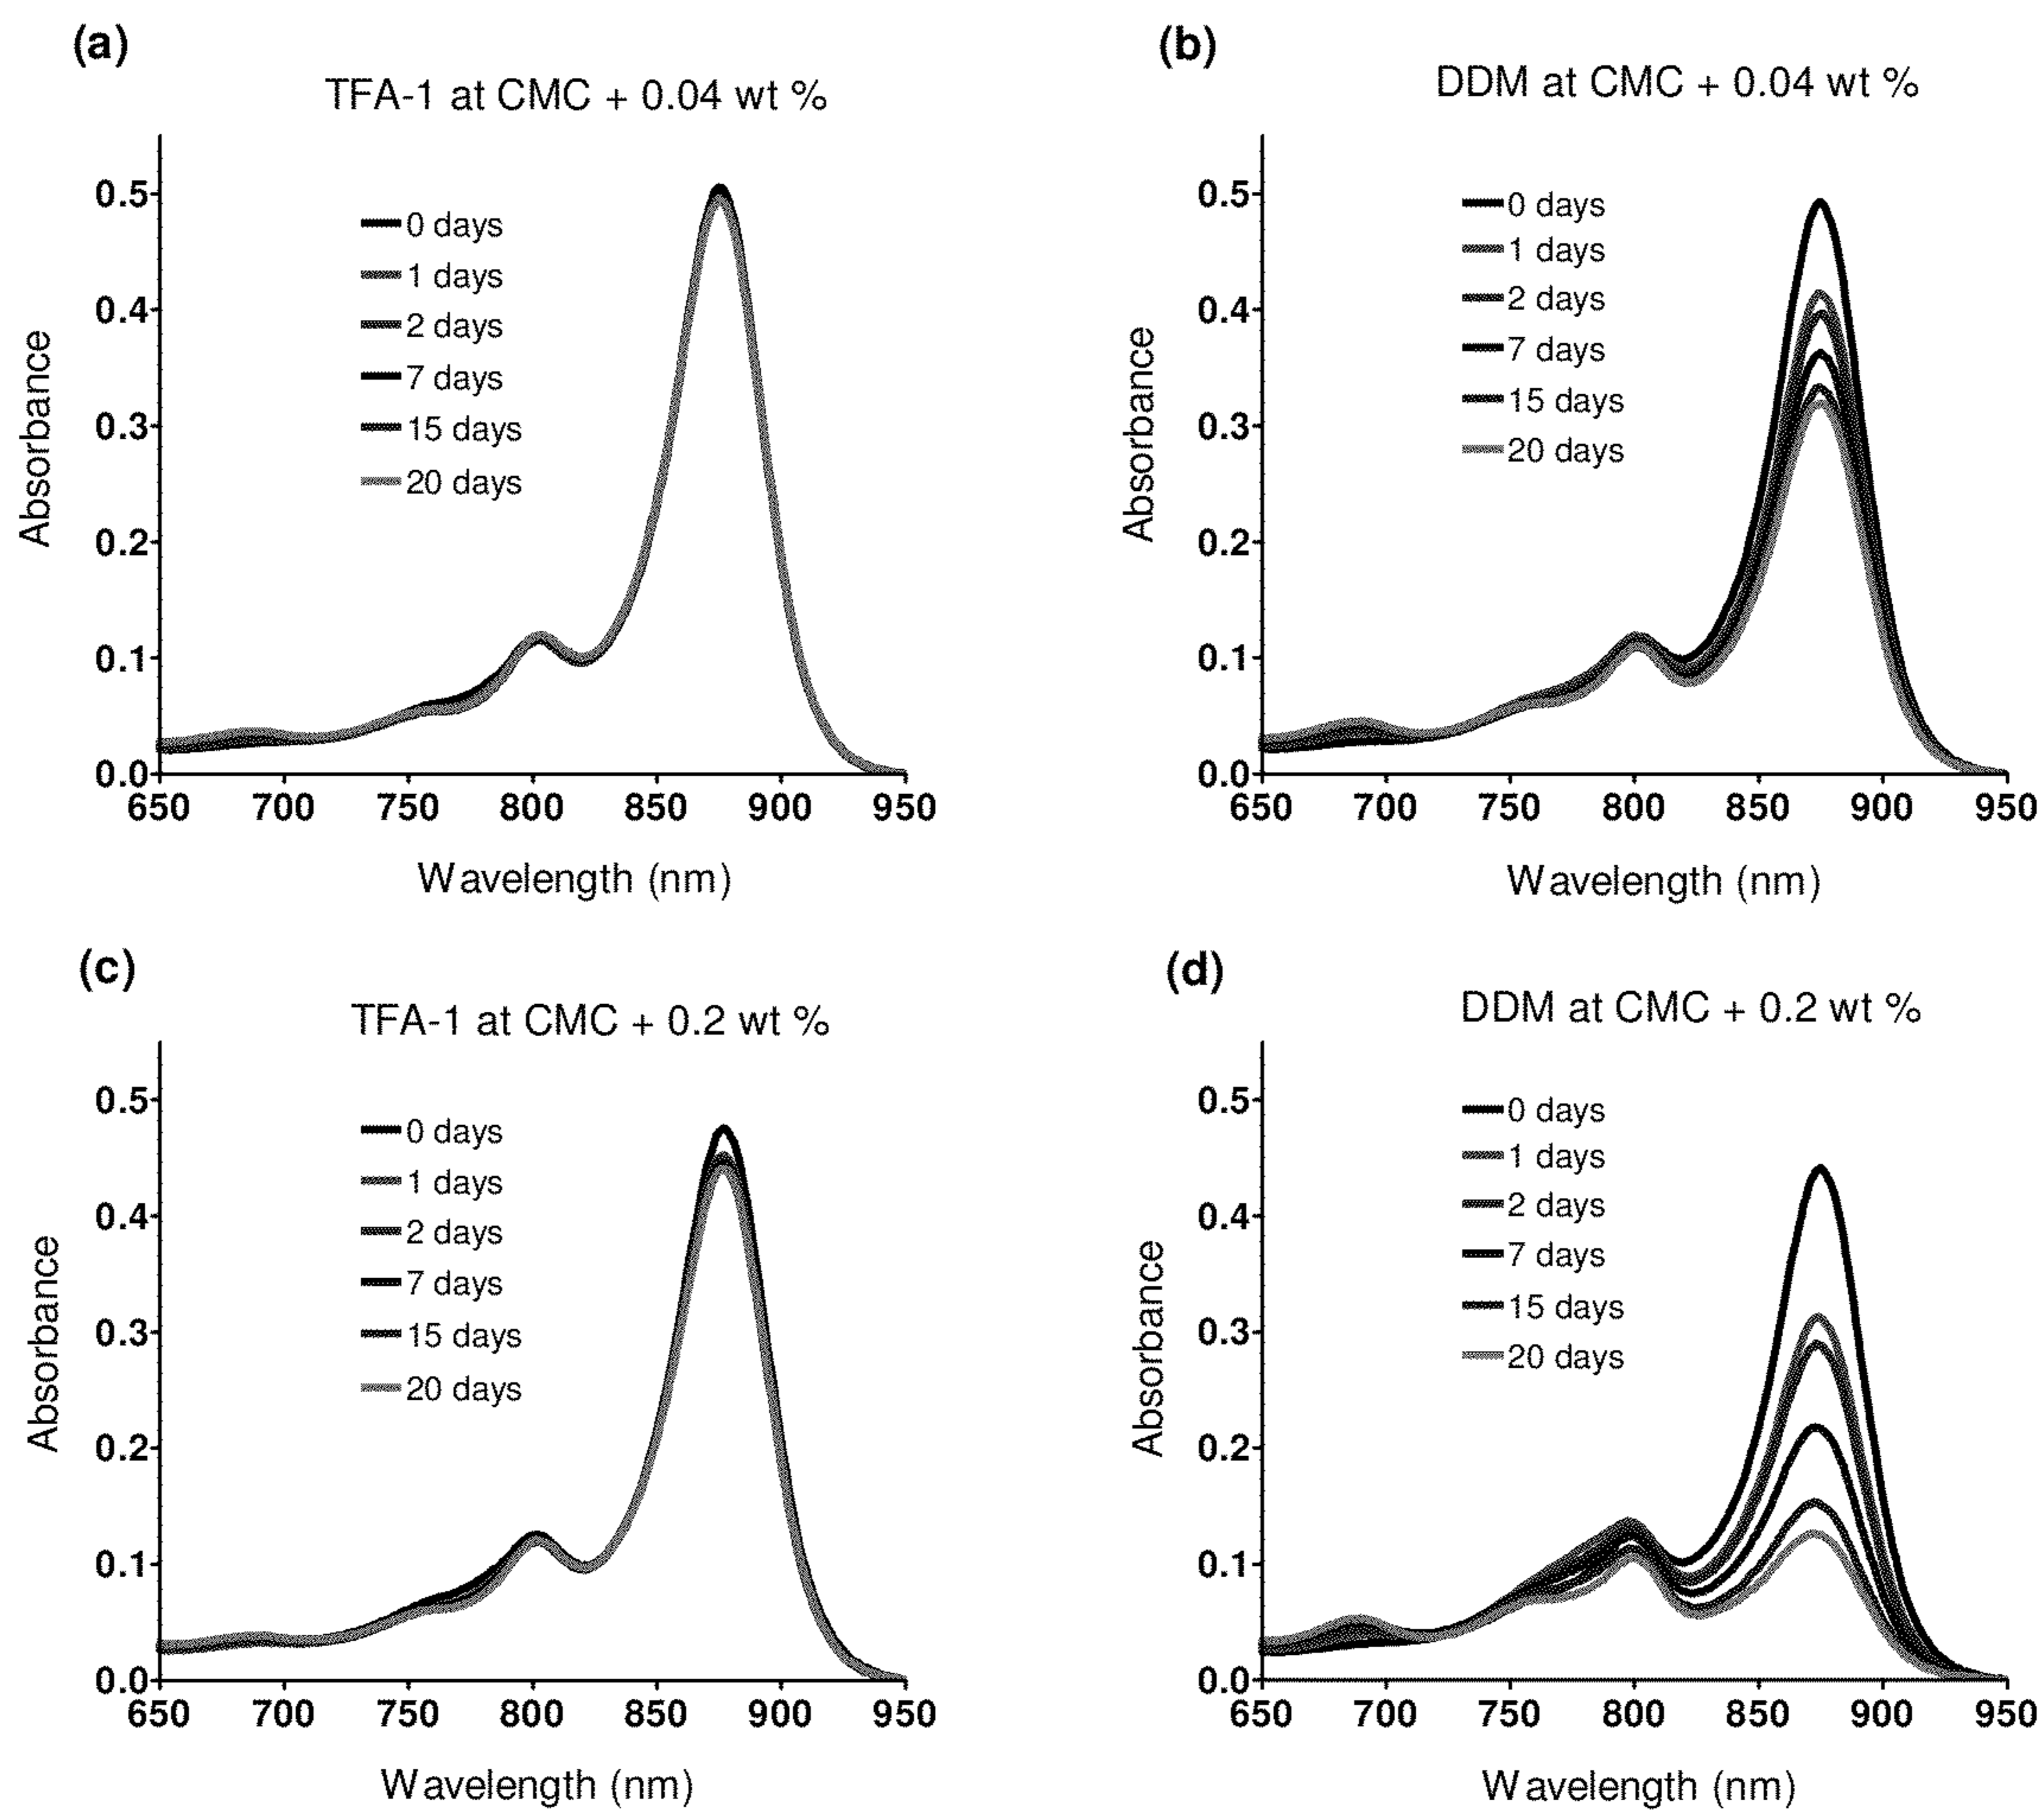 (a)
TFA-1 at CMC + 0.04 wt %
0.5
0.4
0.3
0.2
0.1
0.0
Absorbance
0 days
1 days
2 days
7 days
15 days
20 days
650 700 750 800 850 900 950
Wavelength (nm)
(b)
DDM at CMC + 0.04 wt %
0.5
0.4
0.3
0.2
0.1
0.0
Absorbance
0 days
1 days
2 days
7 days
15 days
20 days
650 700 750 800 850 900 950
Wavelength (nm)
(c)
TFA-1 at CMC + 0.2 wt %
0.5
0.4
0.3
0.2
0.1
0.0
Absorbance
0 days
1 days
2 days
7 days
15 days
20 days
650 700 750 800 850 900 950
Wavelength (nm)
(d)
DDM at CMC + 0.2 wt %
0.5
0.4
0.3
0.2
0.1
0.0
Absorbance
0 days
1 days
2 days
7 days
15 days
20 days
650 700 750 800 850 900 950
Wavelength (nm)